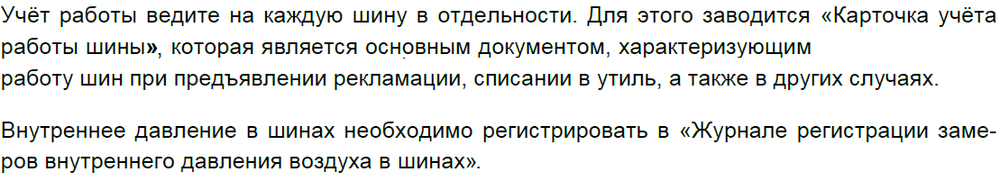 Учёт работы ведите на каждую шину в отдельности. Для этого заводится «Карточка учёта
работы шины», которая является основным документом, характеризующим
работу шин при предъявлении рекламации, списании в утиль, а также в других случаях.
Внутреннее давление в шинах необходимо регистрировать в «Журнале регистрации заме-
ров внутреннего давления воздуха в шинах».